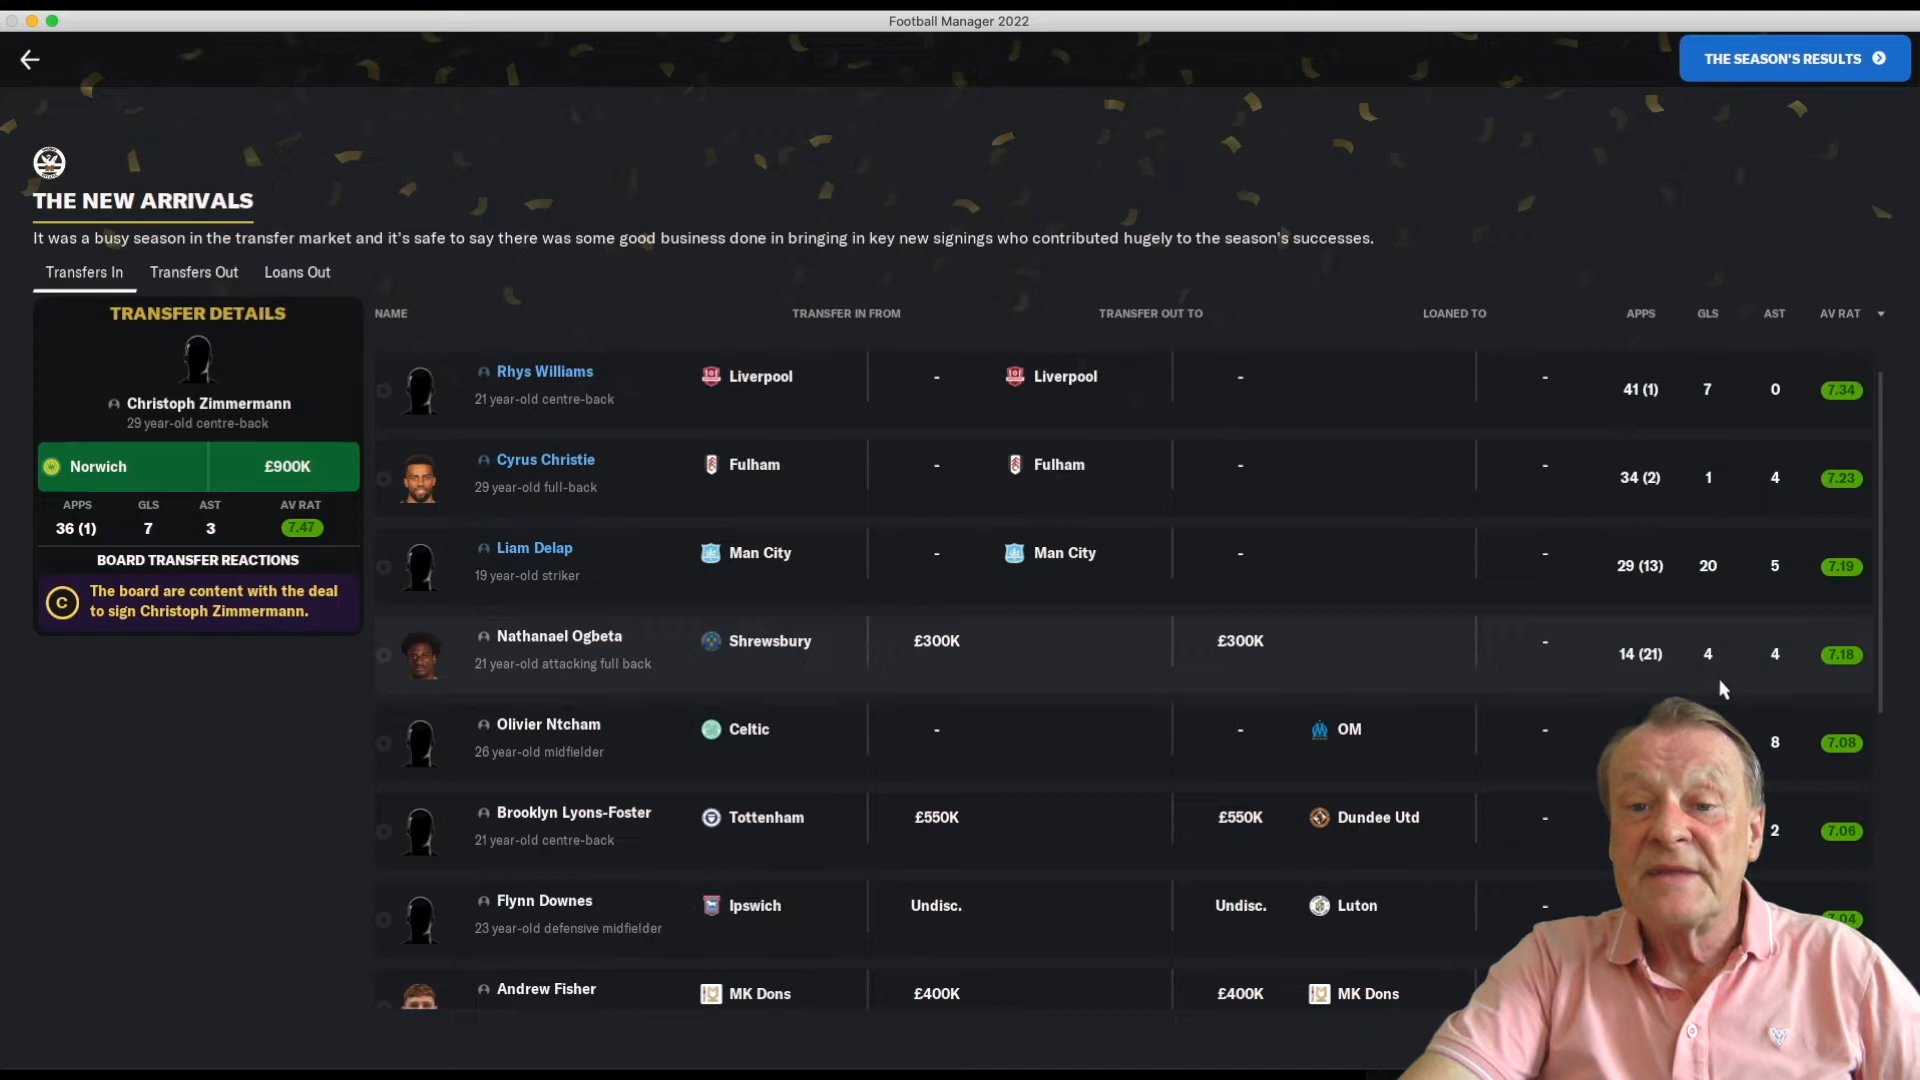 Football Manager 2022
THE SEASON'S RESULTS
THE NEW ARRIVALS
It was a busy season in the transfer market and it's safe to say there was some good business done in bringing in key new signings who contributed hugely to the season's successes.
Transfers In Transfers Out Loans Out
TRANSFER DETAILS
Christoph Zimmermann
29 year-old centre-back
Norwich £900K
APPS GLS AST AV RAT
36 (1) 7 3 7.47
BOARD TRANSFER REACTIONS
C
The board are content with the deal
to sign Christoph Zimmermann.
NAME TRANSFER IN FROM TRANSFER OUT TO LOANED TO APPS GLS AST AV RAT
Rhys Williams Liverpool - Liverpool - - 41 (1) 7 0 7.34
21 year-old centre-back
Cyrus Christie Fulham - Fulham - - 34 (2) 1 4 7.23
29 year-old full-back
Liam Delap Man City - Man City - - 29 (13) 20 5 7.19
19 year-old striker
Nathanael Ogbeta Shrewsbury £300K £300K - 14 (21) 4 4 7.18
21 year-old attacking full back
Olivier Ntcham Celtic - - OM - 8 7.08
26 year-old midfielder
Brooklyn Lyons-Foster Tottenham £550K £550K Dundee Utd - 2 7.06
21 year-old centre-back
Flynn Downes Ipswich Undisc. Undisc. Luton - 7.04
23 year-old defensive midfielder
Andrew Fisher MK Dons £400K £400K MK Dons